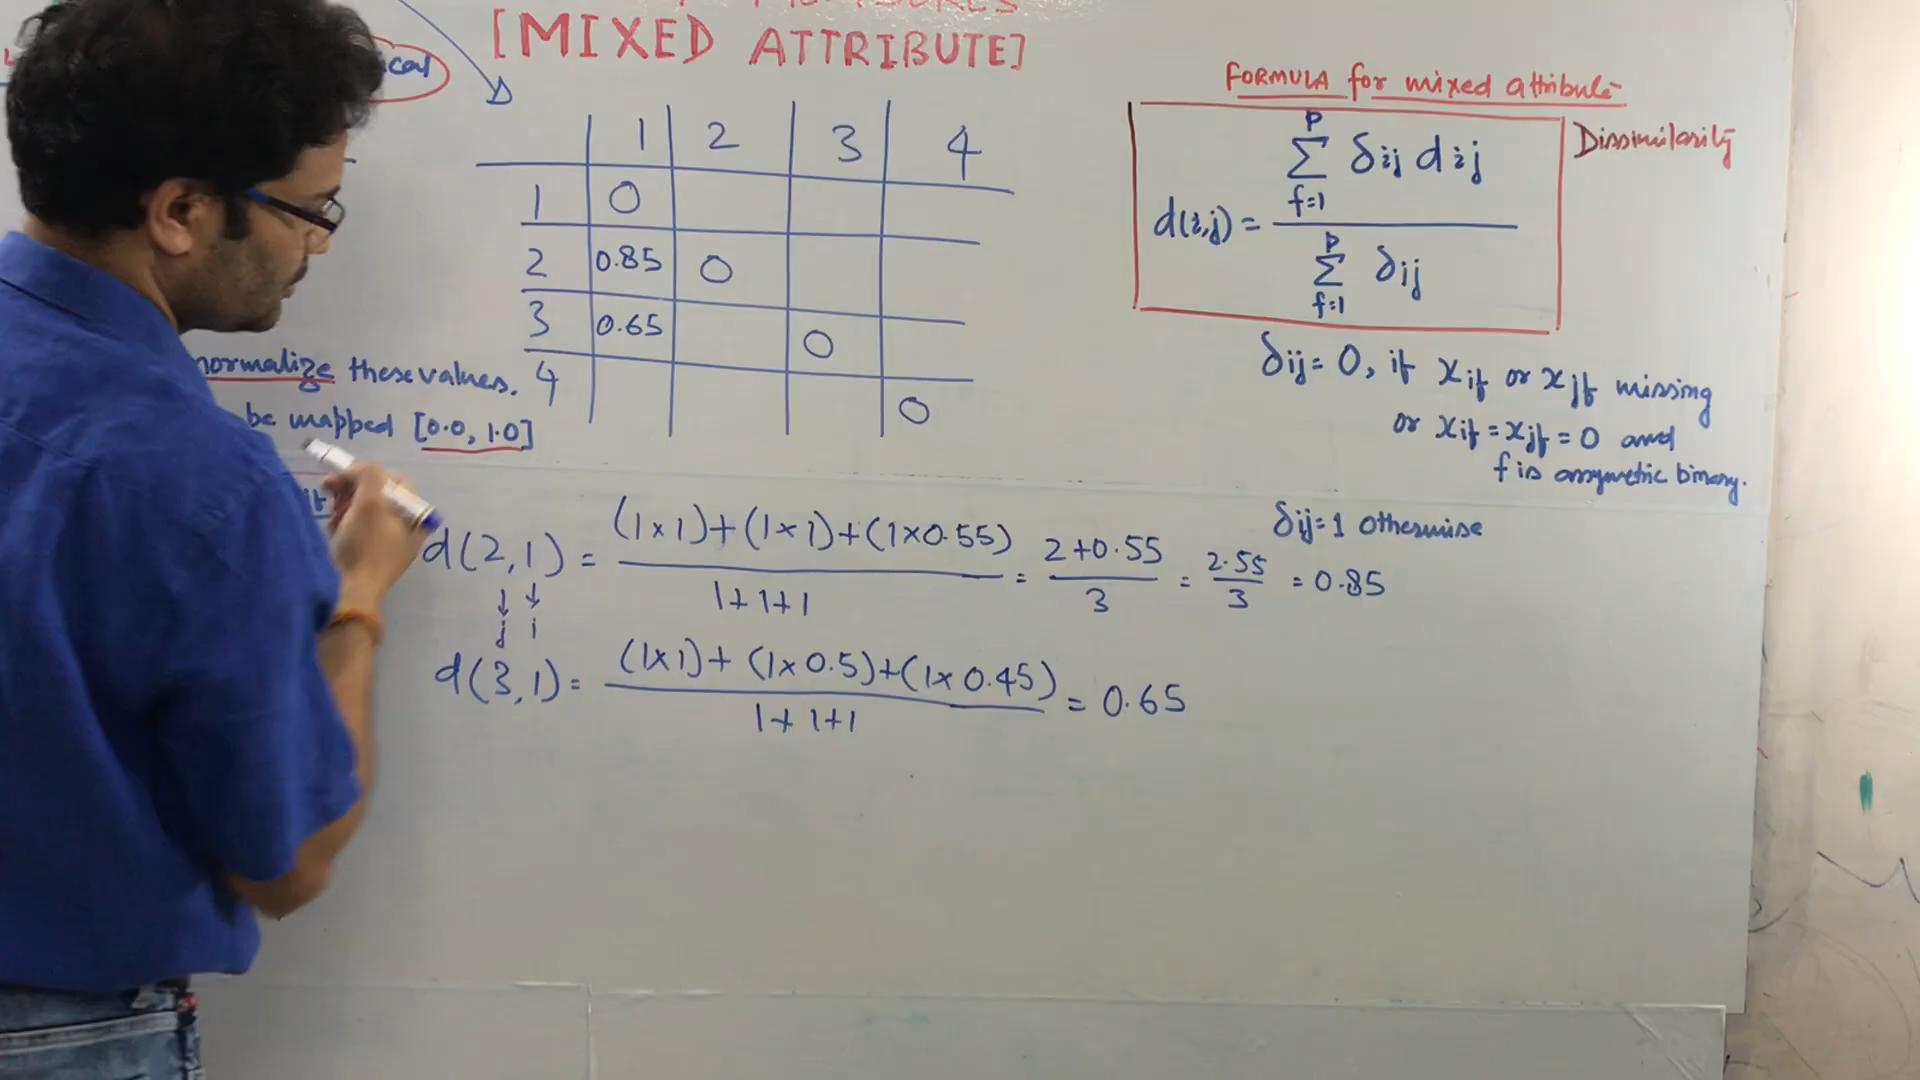 [MIXED ATTRIBUTE]
cal
1 2 3 4
1 0
2 0.85 0
3 0.65 0
4 0
normalize these values.
be mapped [0.0, 1.0]
if
FORMULA for mixed attribute
Dissimilarity
d(i,j) = Σ f=1 p δij dij / Σ f=1 p δij
δij = 0, if xif or xjf missing
or xif = xjf = 0 and
f is assymetric binary.
δij = 1 otherwise
d(2,1) = (1×1)+(1×1)+(1×0.55) / 1+1+1 = 2+0.55 / 3 = 2.55 / 3 = 0.85
↓ ↓
j i
d(3,1) = (1×1)+(1×0.5)+(1×0.45) / 1+1+1 = 0.65